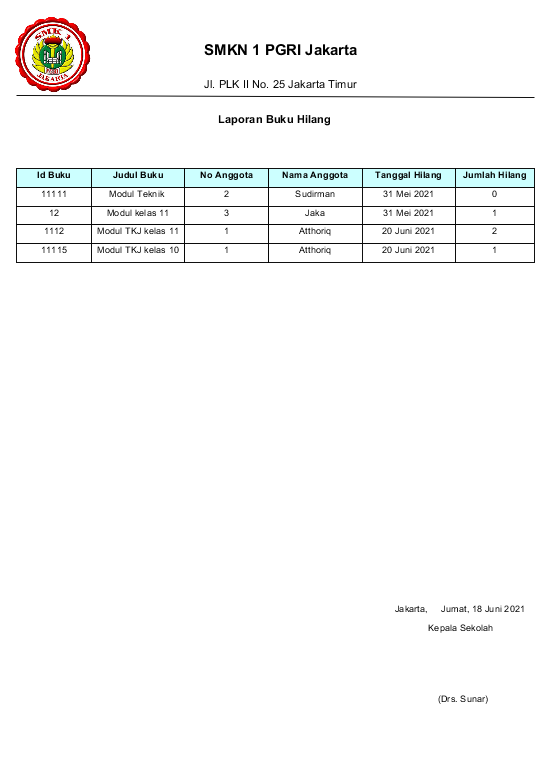 SMK 1
PGRI
JAKARTA
SMKN 1 PGRI Jakarta
Jl. PLK II No. 25 Jakarta Timur
Laporan Buku Hilang
Id Buku Judul Buku No Anggota Nama Anggota Tanggal Hilang Jumlah Hilang
11111 Modul Teknik 2 Sudirman 31 Mei 2021 0
12 Modul kelas 11 3 Jaka 31 Mei 2021 1
1112 Modul TKJ kelas 11 1 Atthoriq 20 Juni 2021 2
11115 Modul TKJ kelas 10 1 Atthoriq 20 Juni 2021 1
Jakarta, Jumat, 18 Juni 2021
Kepala Sekolah
(Drs. Sunar)